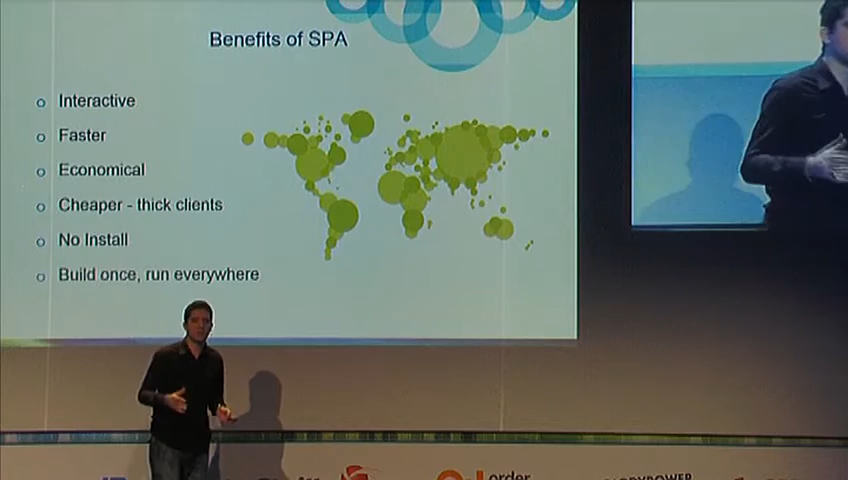 Benefits of SPA
Interactive
Faster
Economical
Cheaper - thick clients
No Install
Build once, run everywhere
order